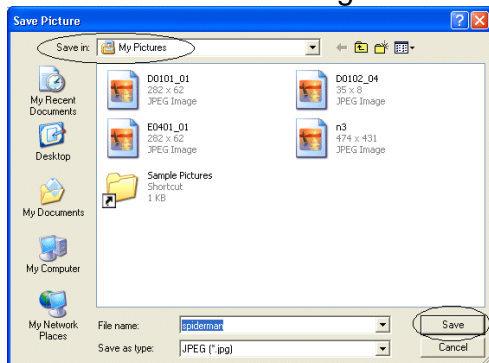 Save Picture
Save in:
My Pictures
My Recent
Documents
Desktop
My Documents
My Computer
My Network
Places
D0101_01
282 x 62
JPEG Image
D0102_04
35 x 8
JPEG Image
E0401_01
282 x 62
JPEG Image
n3
474 x 431
JPEG Image
Sample Pictures
Shortcut
1 KB
File name:
spiderman
Save
Save as type:
JPEG (*.jpg)
Cancel